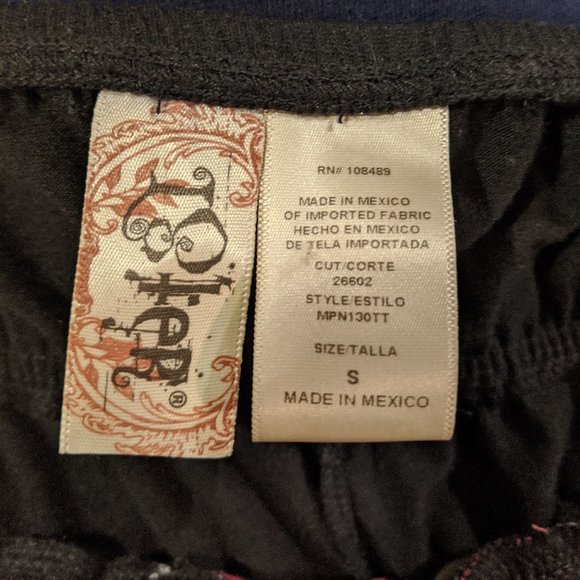 ®
RN# 108489
MADE IN MEXICO
OF IMPORTED FABRIC
HECHO EN MEXICO
DE TELA IMPORTADA
CUT/CORTE
26602
STYLE/ESTILO
MPN130TT
SIZE/TALLA
S
MADE IN MEXICO